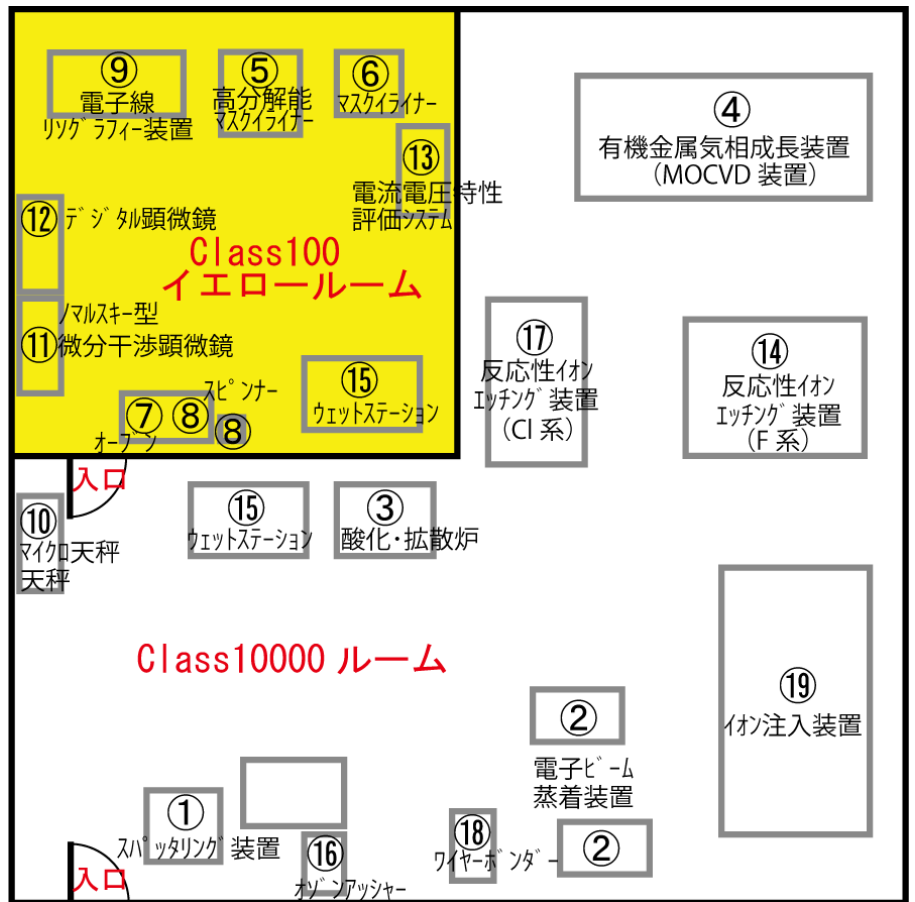 ⑨
電子線
リソグラフィー装置
⑤
高分解能
マスクイライナー
⑥
マスクイライナー
⑬
電流電圧特性
評価システム
④
有機金属気相成長装置
(MOCVD 装置)
⑫ デジタル顕微鏡
Class100
イエロールーム
ノマルスキー型
⑪微分干渉顕微鏡
⑦ ⑧
オーブン
スピンナー
⑧
⑮
ウェットステーション
⑰
反応性イオン
エッチング装置
(Cl 系)
⑭
反応性イオン
エッチング装置
(F 系)
入口
⑩
マイクロ天秤
天秤
⑮
ウェットステーション
③
酸化・拡散炉
Class10000 ルーム
⑲
イオン注入装置
②
電子ビーム
蒸着装置
②
①
スパッタリング装置
⑯
オゾンアッシャー
⑱
ワイヤーボンダー
入口